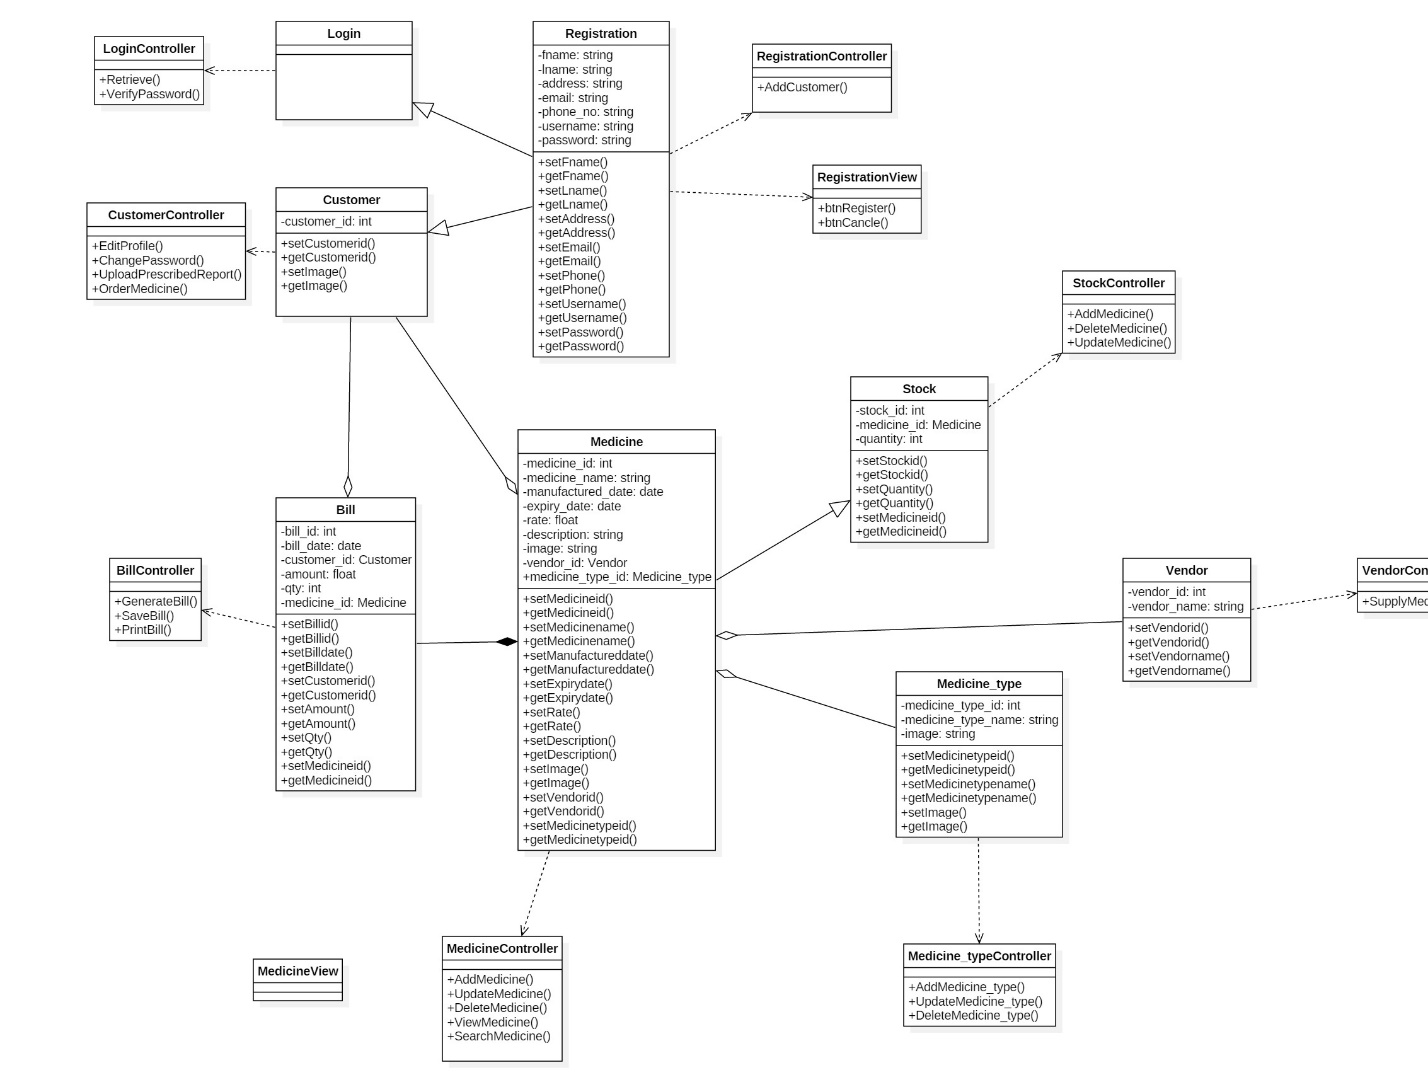 LoginController
+Retrieve()
+VerifyPassword()
Login
Registration
-fname: string
-lname: string
-address: string
-email: string
-phone_no: string
-username: string
-password: string
+setFname()
+getFname()
+setLname()
+getLname()
+setAddress()
+getAddress()
+setEmail()
+getEmail()
+setPhone()
+getPhone()
+setUsername()
+getUsername()
+setPassword()
+getPassword()
RegistrationController
+AddCustomer()
RegistrationView
+btnRegister()
+btnCancle()
CustomerController
+EditProfile()
+ChangePassword()
+UploadPrescribedReport()
+OrderMedicine()
Customer
-customer_id: int
+setCustomerid()
+getCustomerid()
+setImage()
+getImage()
StockController
+AddMedicine()
+DeleteMedicine()
+UpdateMedicine()
Stock
-stock_id: int
-medicine_id: Medicine
-quantity: int
+setStockid()
+getStockid()
+setQuantity()
+getQuantity()
+setMedicineid()
+getMedicineid()
Medicine
-medicine_id: int
-medicine_name: string
-manufactured_date: date
-expiry_date: date
-rate: float
-description: string
-image: string
-vendor_id: Vendor
+medicine_type_id: Medicine_type
+setMedicineid()
+getMedicineid()
+setMedicinename()
+getMedicinename()
+setManufactureddate()
+getManufactureddate()
+setExpirydate()
+getExpirydate()
+setRate()
+getRate()
+setDescription()
+getDescription()
+setImage()
+getImage()
+setVendorid()
+getVendorid()
+setMedicinetypeid()
+getMedicinetypeid()
Bill
-bill_id: int
-bill_date: date
-customer_id: Customer
-amount: float
-qty: int
-medicine_id: Medicine
+setBillid()
+getBillid()
+setBilldate()
+getBilldate()
+setCustomerid()
+getCustomerid()
+setAmount()
+getAmount()
+setQty()
+getQty()
+setMedicineid()
+getMedicineid()
BillController
+GenerateBill()
+SaveBill()
+PrintBill()
Vendor
-vendor_id: int
-vendor_name: string
+setVendorid()
+getVendorid()
+setVendorname()
+getVendorname()
VendorCon
+SupplyMed
Medicine_type
-medicine_type_id: int
-medicine_type_name: string
-image: string
+setMedicinetypeid()
+getMedicinetypeid()
+setMedicinetypename()
+getMedicinetypename()
+setImage()
+getImage()
MedicineView
MedicineController
+AddMedicine()
+UpdateMedicine()
+DeleteMedicine()
+ViewMedicine()
+SearchMedicine()
Medicine_typeController
+AddMedicine_type()
+UpdateMedicine_type()
+DeleteMedicine_type()